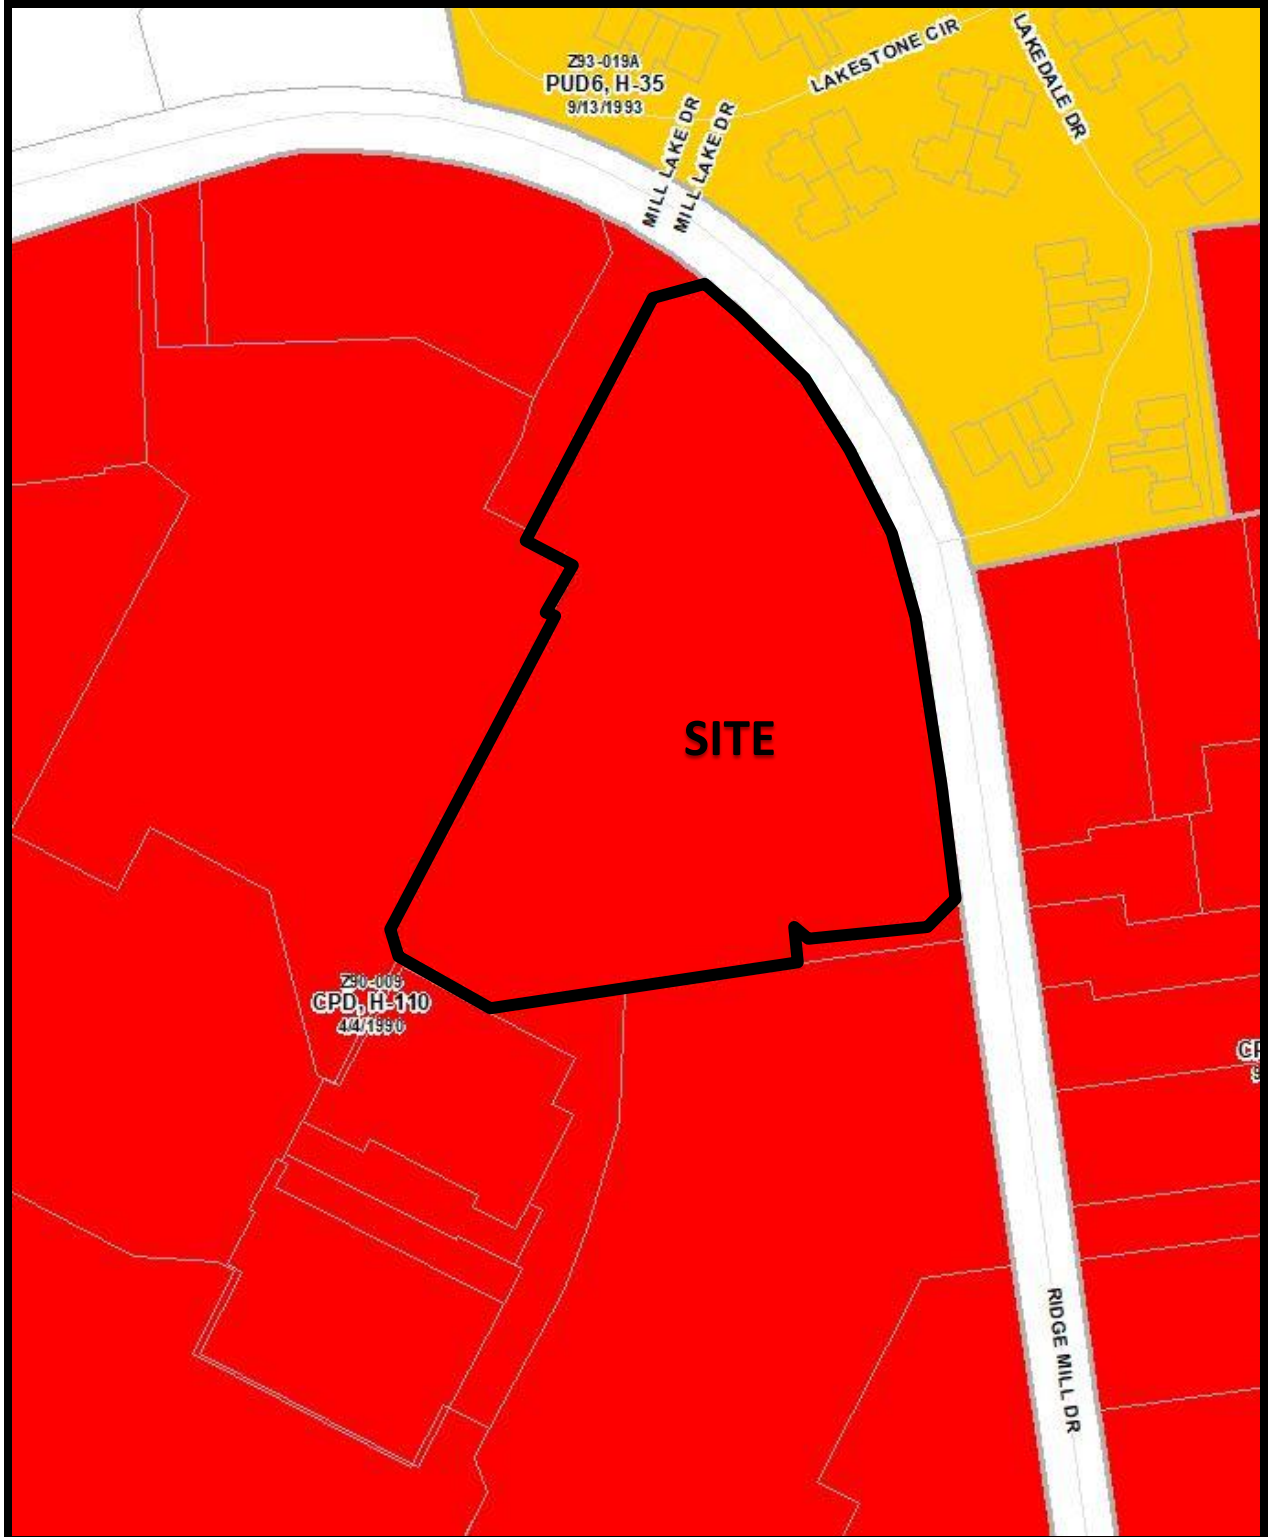 Z93-019A
PUD6, H-35
9/13/1993
LAKESTONE CIR
LAKEDALE DR
MILL LAKE DR
MILL LAKE DR
SITE
Z90-009
CPD, H-110
4/4/1990
RIDGE MILL DR